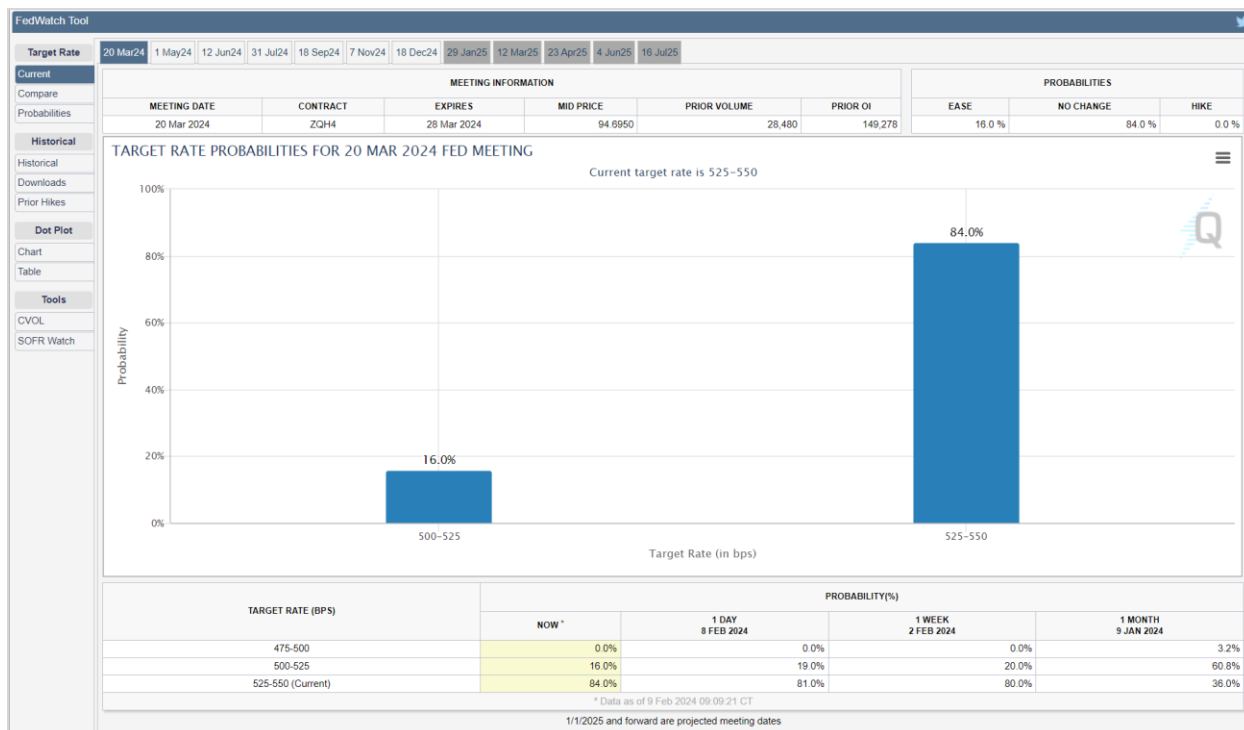 FedWatch Tool
Target Rate
Current
Compare
Probabilities
Historical
Historical
Downloads
Prior Hikes
Dot Plot
Chart
Table
Tools
CVOL
SOFR Watch
20 Mar24 1 May24 12 Jun24 31 Jul24 18 Sep24 7 Nov24 18 Dec24 29 Jan25 12 Mar25 23 Apr25 4 Jun25 16 Jul25
MEETING INFORMATION
MEETING DATE CONTRACT EXPIRES MID PRICE PRIOR VOLUME PRIOR OI
20 Mar 2024 ZQH4 28 Mar 2024 94.6950 28,480 149,278
PROBABILITIES
EASE NO CHANGE HIKE
16.0 % 84.0 % 0.0 %
TARGET RATE PROBABILITIES FOR 20 MAR 2024 FED MEETING
Current target rate is 525-550
Q
Probability
100%
80%
60%
40%
20%
0%
16.0%
84.0%
500-525
525-550
Target Rate (in bps)
TARGET RATE (BPS) PROBABILITY(%)
NOW * 1 DAY 8 FEB 2024 1 WEEK 2 FEB 2024 1 MONTH 9 JAN 2024
475-500 0.0% 0.0% 0.0% 3.2%
500-525 16.0% 19.0% 20.0% 60.8%
525-550 (Current) 84.0% 81.0% 80.0% 36.0%
* Data as of 9 Feb 2024 09:09:21 CT
1/1/2025 and forward are projected meeting dates